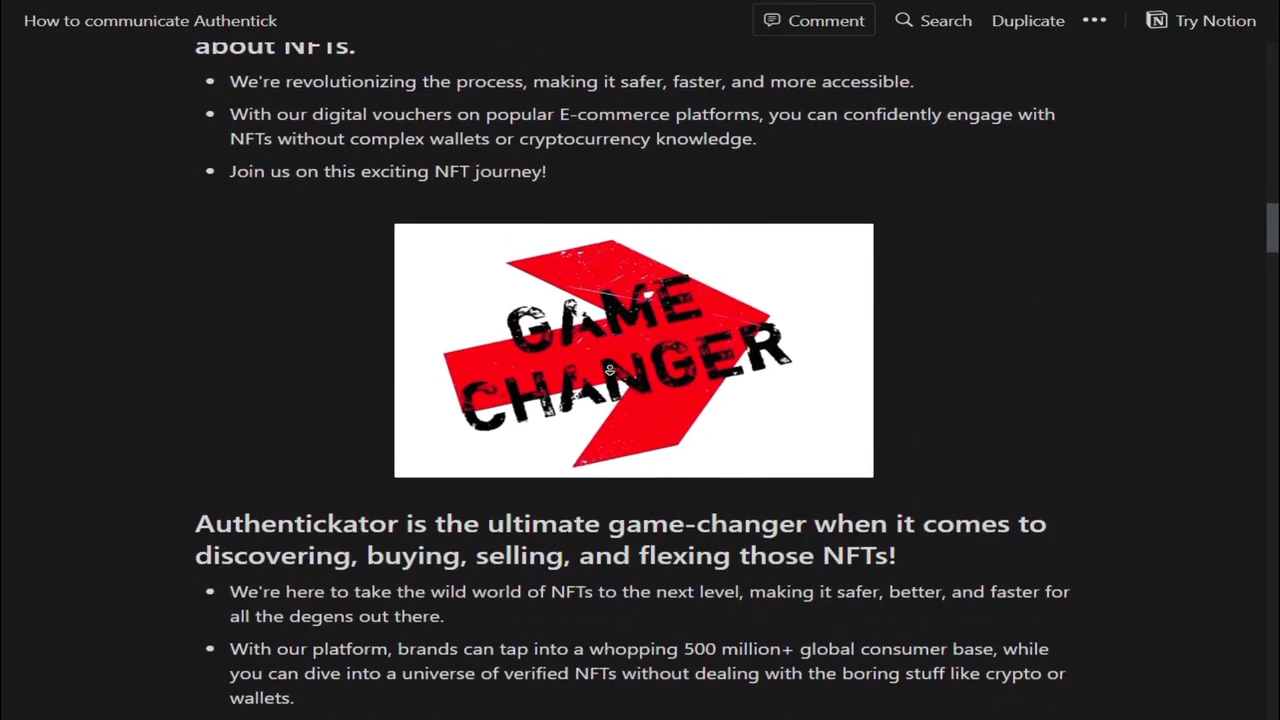 How to communicate Authentick
Comment
Search
Duplicate
Try Notion
about NFTs.
We're revolutionizing the process, making it safer, faster, and more accessible.
With our digital vouchers on popular E-commerce platforms, you can confidently engage with
NFTs without complex wallets or cryptocurrency knowledge.
Join us on this exciting NFT journey!
GAME
CHANGER
Authentickator is the ultimate game-changer when it comes to
discovering, buying, selling, and flexing those NFTs!
We're here to take the wild world of NFTs to the next level, making it safer, better, and faster for
all the degens out there.
With our platform, brands can tap into a whopping 500 million+ global consumer base, while
you can dive into a universe of verified NFTs without dealing with the boring stuff like crypto or
wallets.